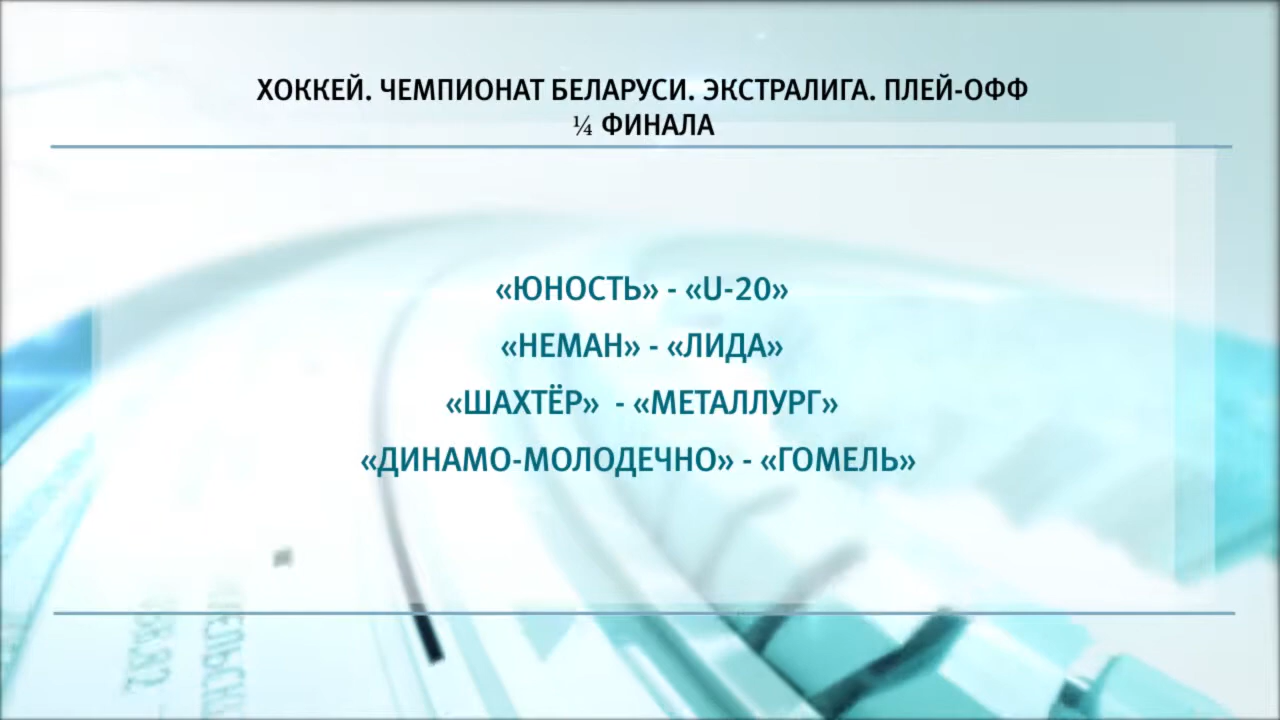 ХОККЕЙ. ЧЕМПИОНАТ БЕЛАРУСИ. ЭКСТРАЛИГА. ПЛЕЙ-ОФФ
¼ ФИНАЛА
«ЮНОСТЬ» - «U-20»
«НЕМАН» - «ЛИДА»
«ШАХТЁР» - «МЕТАЛЛУРГ»
«ДИНАМО-МОЛОДЕЧНО» - «ГОМЕЛЬ»